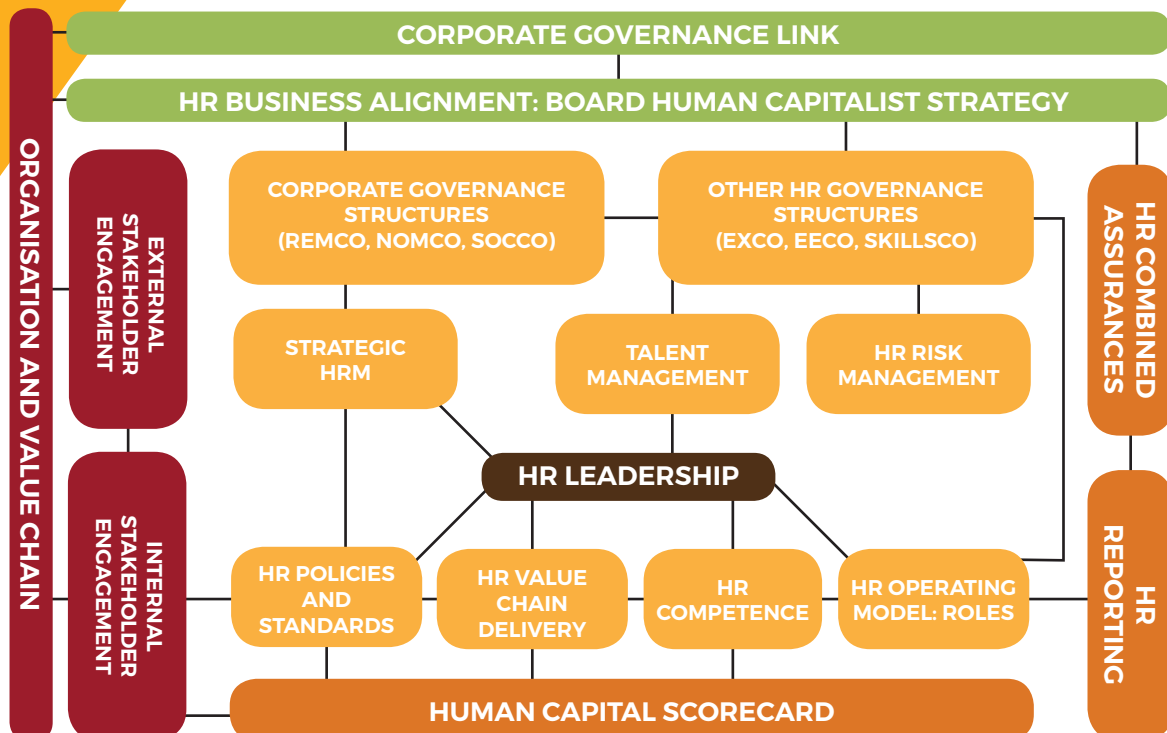 CORPORATE GOVERNANCE LINK
HR BUSINESS ALIGNMENT: BOARD HUMAN CAPITALIST STRATEGY
ORGANISATION AND VALUE CHAIN
EXTERNAL
STAKEHOLDER
ENGAGEMENT
CORPORATE GOVERNANCE
STRUCTURES
(REMCO, NOMCO, SOCCO)
OTHER HR GOVERNANCE
STRUCTURES
(EXCO, EECO, SKILLSCO)
HR COMBINED
ASSURANCES
STRATEGIC
HRM
TALENT
MANAGEMENT
HR RISK
MANAGEMENT
HR LEADERSHIP
INTERNAL
STAKEHOLDER
ENGAGEMENT
HR POLICIES
AND
STANDARDS
HR VALUE
CHAIN
DELIVERY
HR
COMPETENCE
HR OPERATING
MODEL: ROLES
HR
REPORTING
HUMAN CAPITAL SCORECARD